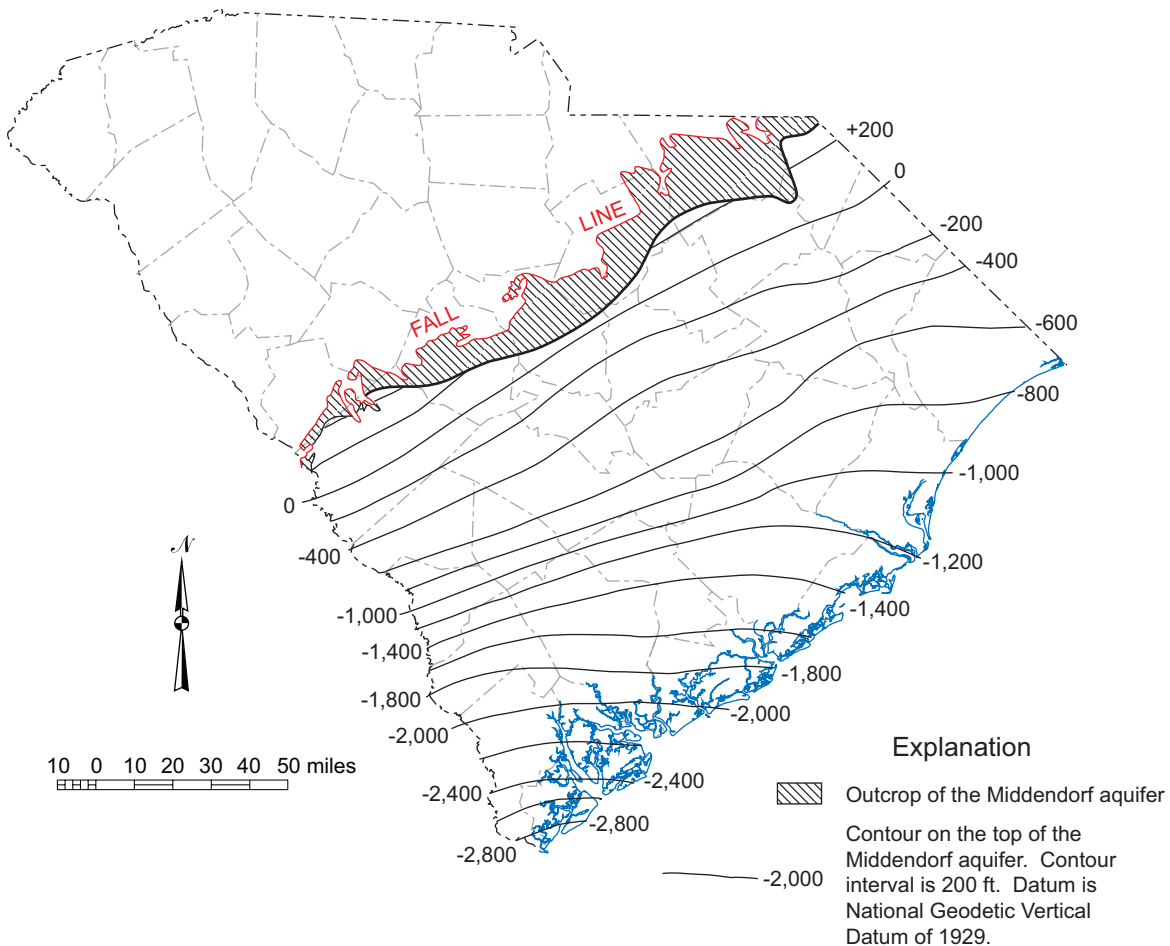 +200
0
-200
LINE
-400
FALL
-600
-800
-1,000
0
-400
N
-1,200
-1,000
-1,400
-1,400
-1,800
-1,800
-2,000
-2,000
Explanation
10 0 10 20 30 40 50 miles
-2,400
-2,400
Outcrop of the Middendorf aquifer
-2,800
-2,800
Contour on the top of the
Middendorf aquifer. Contour
interval is 200 ft. Datum is
National Geodetic Vertical
Datum of 1929.
-2,000